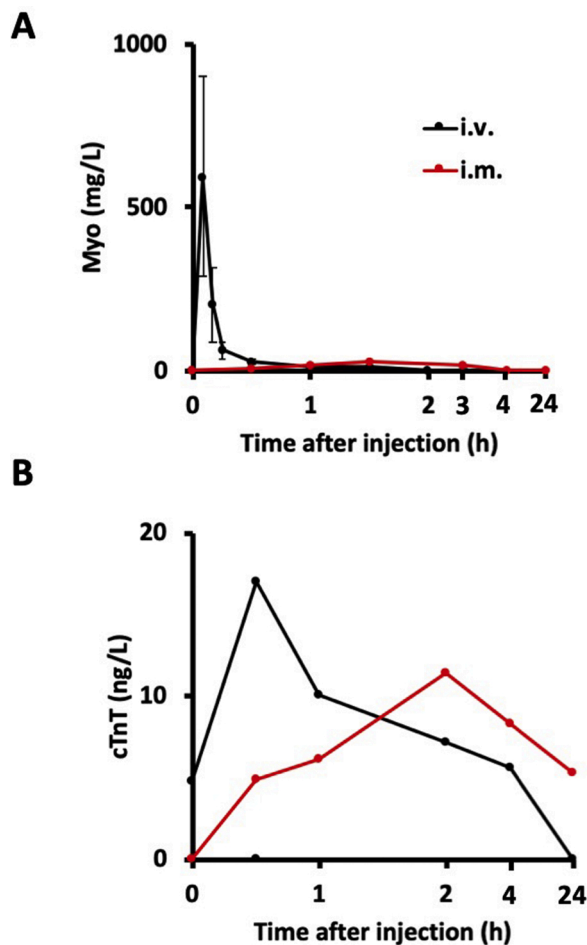 A
1000
500
0
Myo (mg/L)
i.v.
i.m.
0 1 2 3 4 24
Time after injection (h)
B
20
10
0
cTnT (ng/L)
0 1 2 4 24
Time after injection (h)